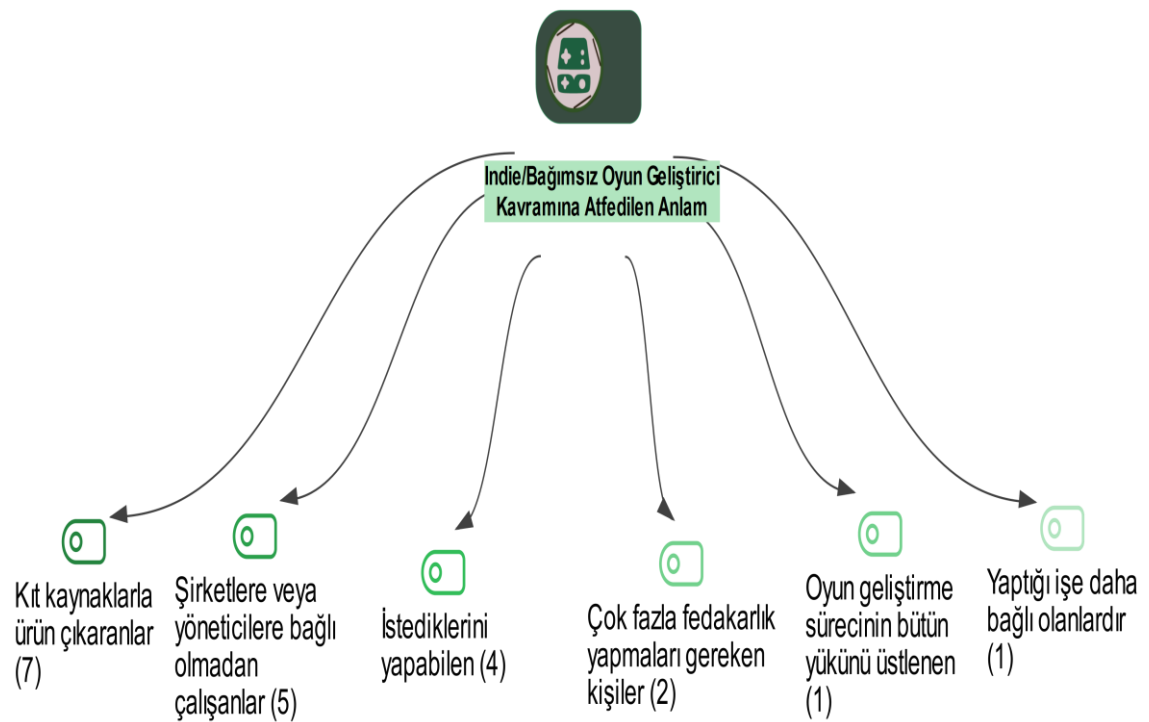 Indie/Bağımsız Oyun Geliştirici
Kavramına Atfedilen Anlam
Kıt kaynaklarla
ürün çıkaranlar
(7)
Şirketlere veya
yöneticilere bağlı
olmadan
çalışanlar (5)
İstediklerini
yapabilen (4)
Çok fazla fedakarlık
yapmaları gereken
kişiler (2)
Oyun geliştirme
sürecinin bütün
yükünü üstlenen
(1)
Yaptığı işe daha
bağlı olanlardır
(1)